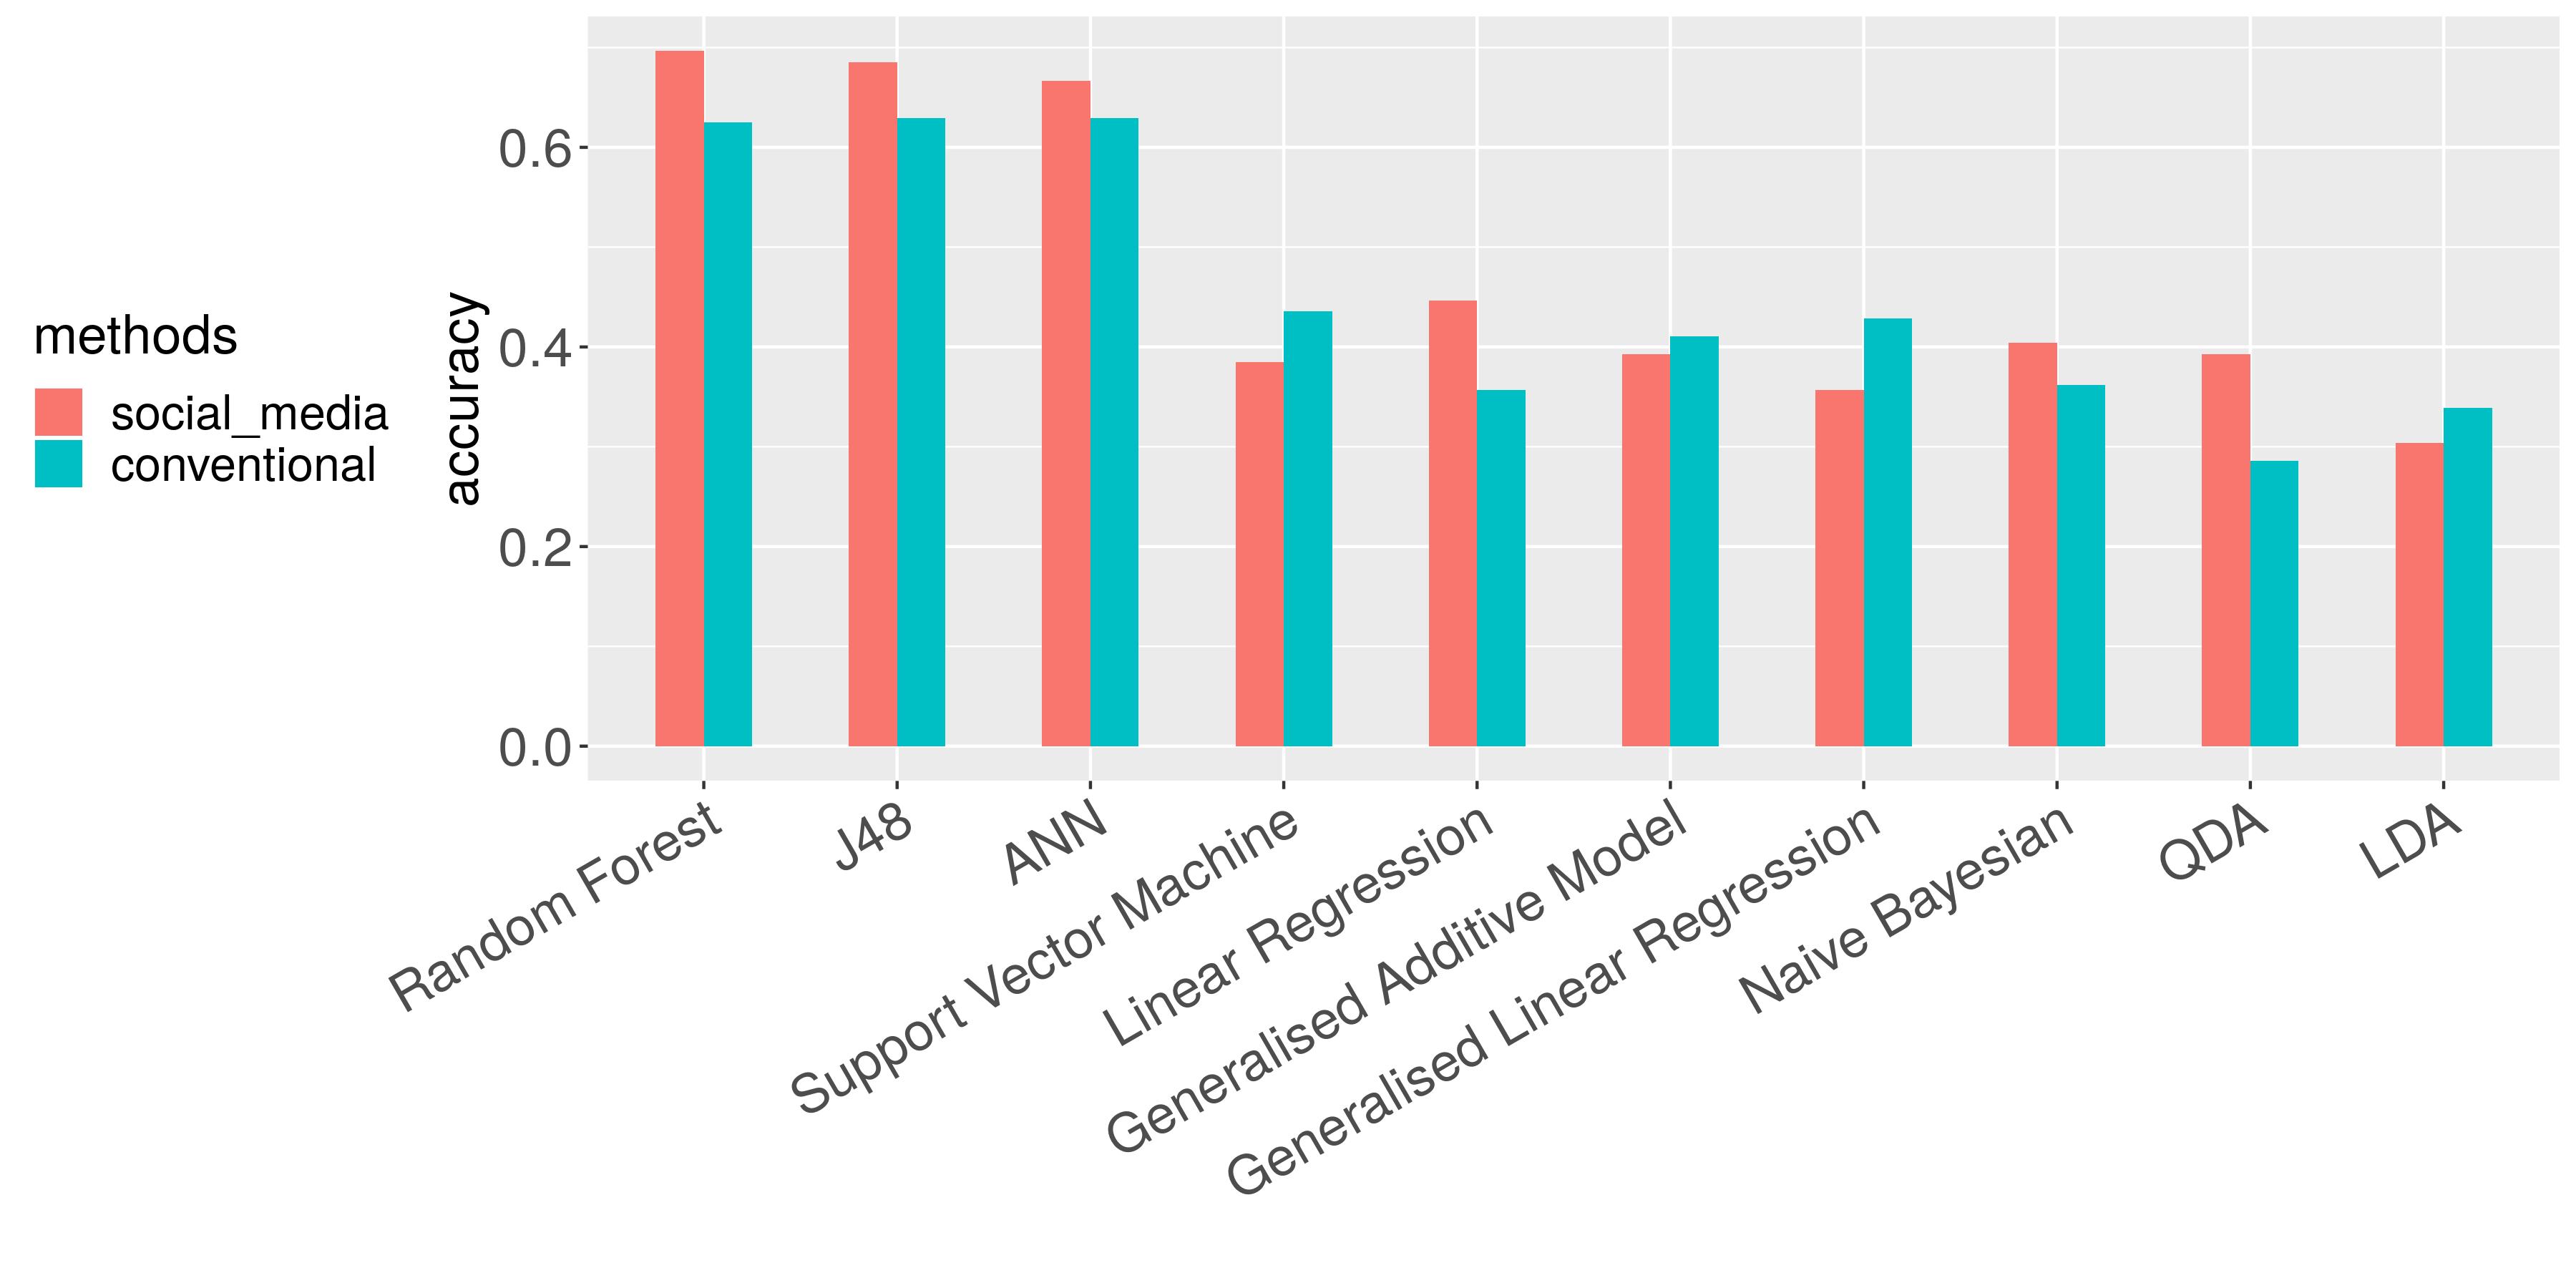 methods
social_media
conventional
accuracy
0.6
0.4
0.2
0.0
Random Forest
J48
ANN
Support Vector Machine
Linear Regression
Generalised Additive Model
Generalised Linear Regression
Naive Bayesian
QDA
LDA